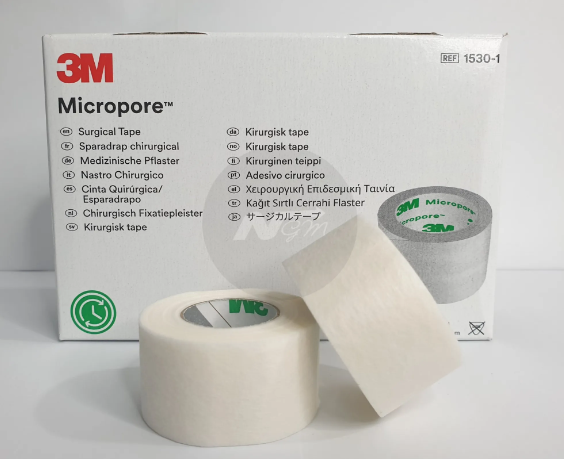 3M
REF 1530-1
Micropore™
en Surgical Tape
fr Sparadrap chirurgical
de Medizinische Pflaster
it Nastro Chirurgico
es Cinta Quirúrgica/
Esparadrapo
nl Chirurgisch Fixatiepleister
sv Kirurgisk tape
da Kirurgisk tape
no Kirurgisk tape
fi Kirurginen teippi
pt Adesivo cirurgico
el Χειρουργική Επιδεσμική Ταινία
tr Kağıt Sırtlı Cerrahi Flaster
ja サージカルテープ
3M Micropore
Micropore™ 3M
NGM
3M